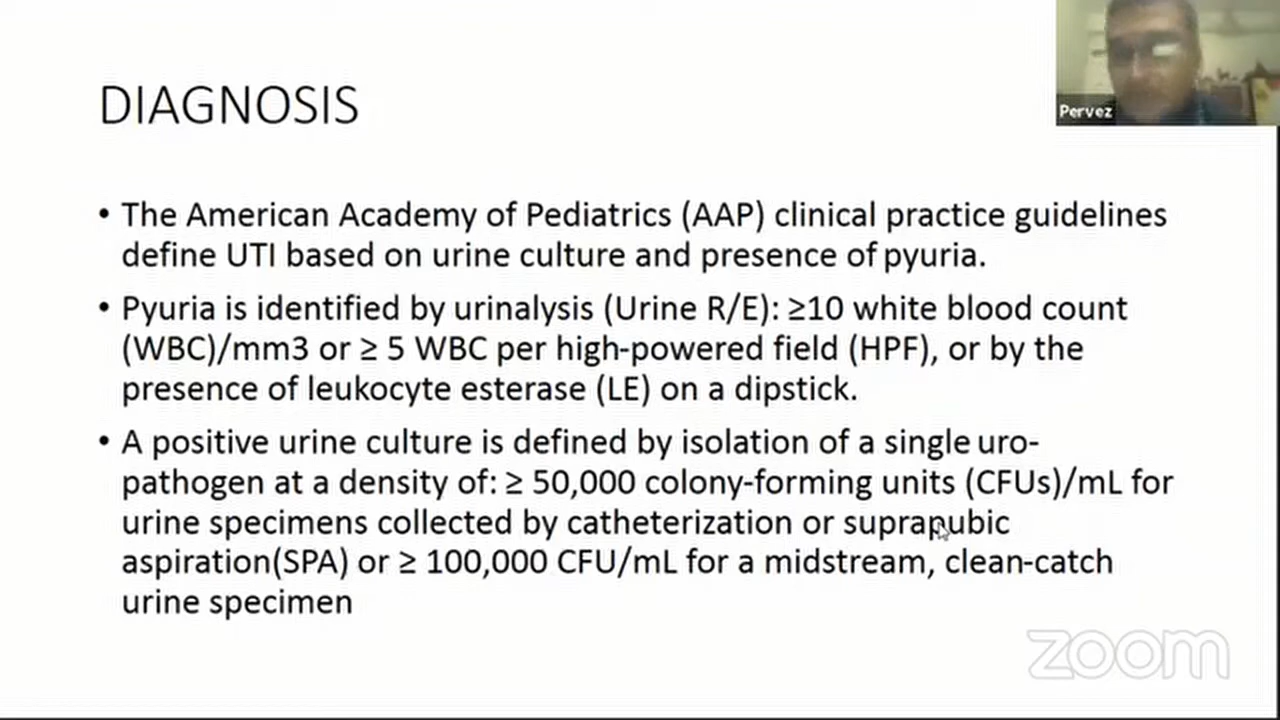 DIAGNOSIS
Pervez
• The American Academy of Pediatrics (AAP) clinical practice guidelines
define UTI based on urine culture and presence of pyuria.
• Pyuria is identified by urinalysis (Urine R/E): ≥10 white blood count
(WBC)/mm3 or ≥ 5 WBC per high-powered field (HPF), or by the
presence of leukocyte esterase (LE) on a dipstick.
• A positive urine culture is defined by isolation of a single uro-
pathogen at a density of: ≥ 50,000 colony-forming units (CFUs)/mL for
urine specimens collected by catheterization or suprapubic
aspiration(SPA) or ≥ 100,000 CFU/mL for a midstream, clean-catch
urine specimen
zoom